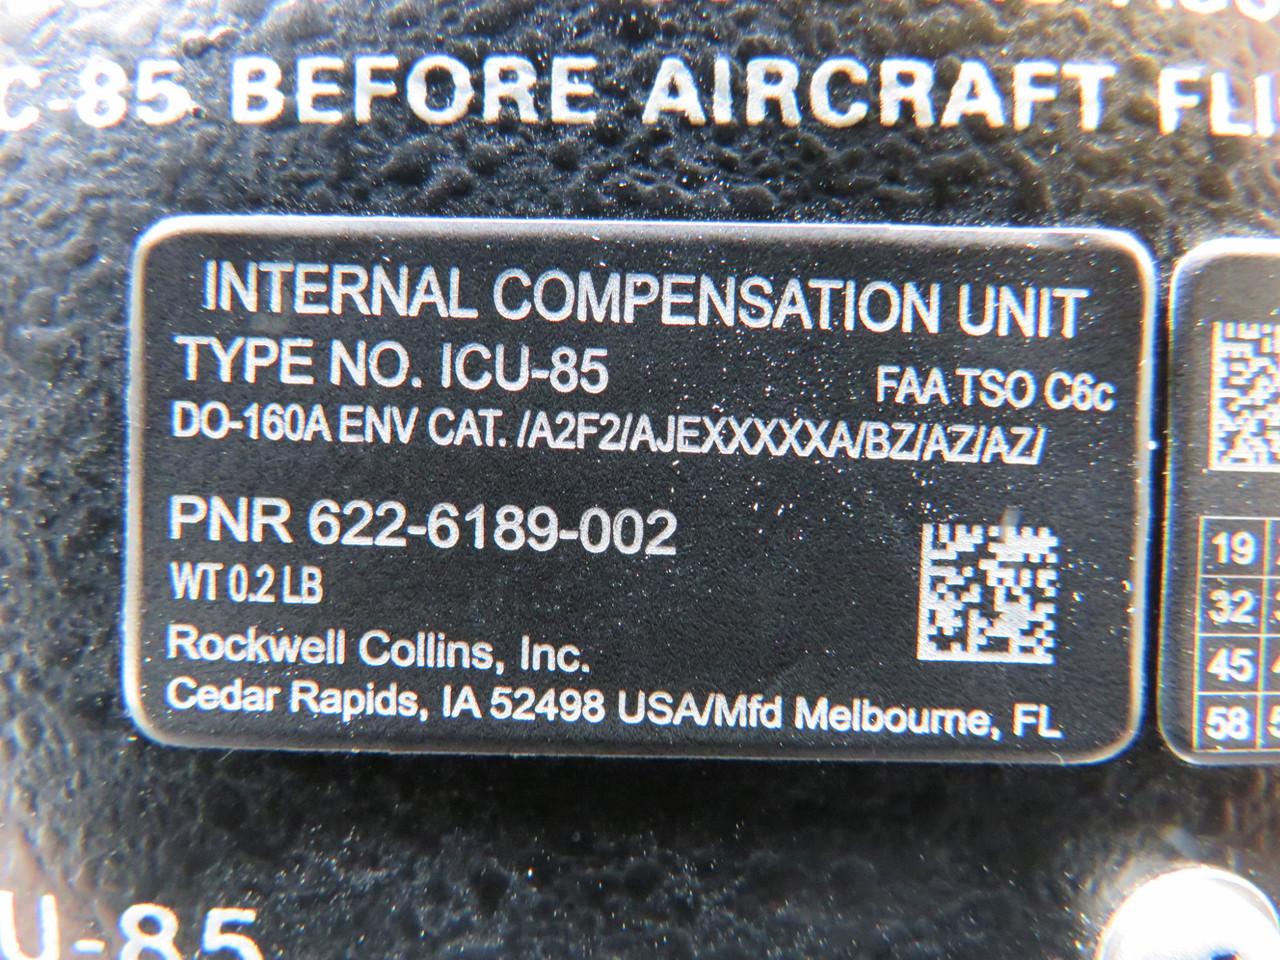 -85 BEFORE AIRCRAFT
INTERNAL COMPENSATION UNIT
TYPE NO. ICU-85
FAA TSO C6c
DO-160A ENV CAT. /A2F2/AJEXXXXXA/BZ/AZ/AZ/
PNR 622-6189-002
WT 0.2 LB
Rockwell Collins, Inc.
Cedar Rapids, IA 52498 USA/Mfd Melbourne, FL
19
32
45
58
U-85